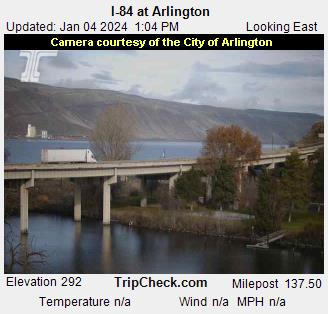 I-84 at Arlington
Updated: Jan 04 2024 1:04 PM Looking East
Camera courtesy of the City of Arlington
Elevation 292 TripCheck.com Milepost 137.50
Temperature n/a Wind n/a MPH n/a